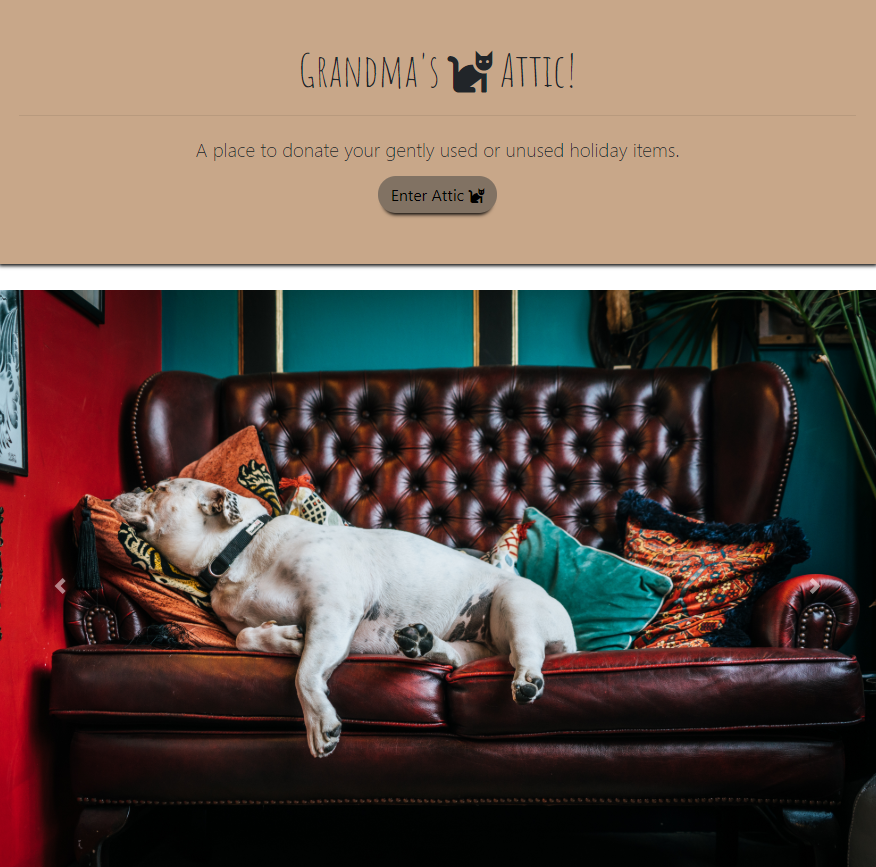 Grandma's Attic!
A place to donate your gently used or unused holiday items.
Enter Attic